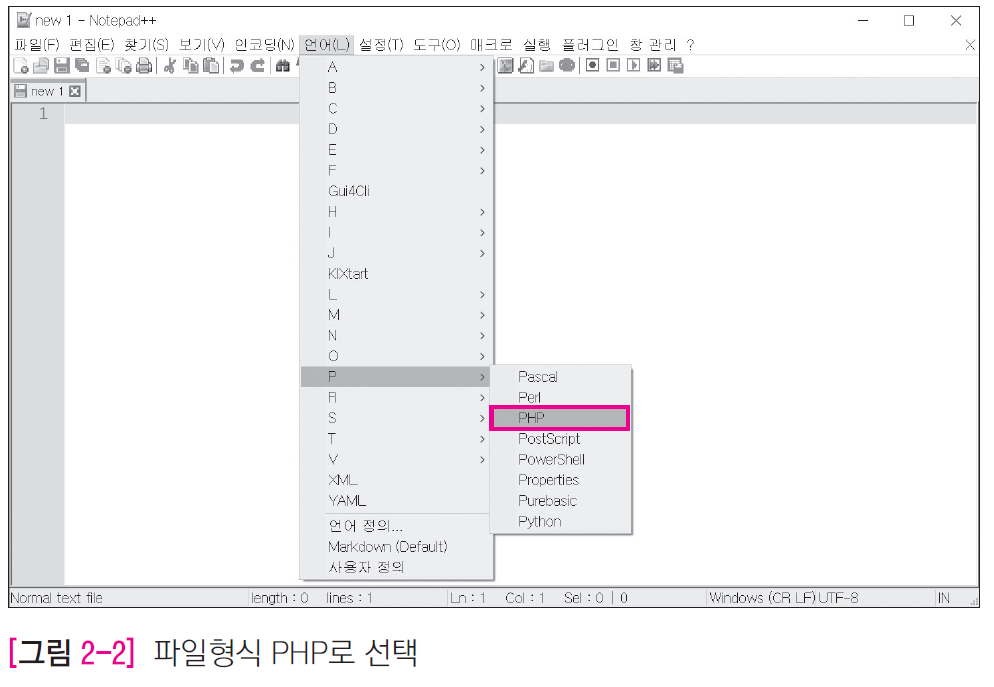 new 1 - Notepad++
파일(F) 편집(E) 찾기(S) 보기(V) 인코딩(N) 언어(L) 설정(T) 도구(O) 매크로 실행 플러그인 창 관리 ?
new 1
1
A
B
C
D
E
F
Gui4Cli
H
I
J
KIXtart
L
M
N
O
P
R
S
T
V
XML
YAML
언어 정의...
Markdown (Default)
사용자 정의
Pascal
Perl
PHP
PostScript
PowerShell
Properties
Purebasic
Python
Normal text file length : 0 lines : 1 Ln : 1 Col : 1 Sel : 0 | 0 Windows (CR LF) UTF-8 IN
[그림 2-2] 파일형식 PHP로 선택